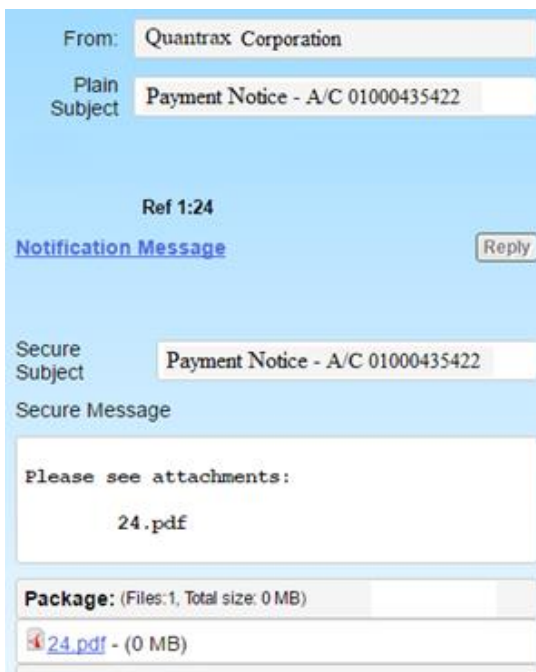 From: Quantrax Corporation
Plain Subject Payment Notice - A/C 01000435422
Ref 1:24
Notification Message Reply
Secure Subject Payment Notice - A/C 01000435422
Secure Message
Please see attachments:
24.pdf
Package: (Files:1, Total size: 0 MB)
24.pdf - (0 MB)